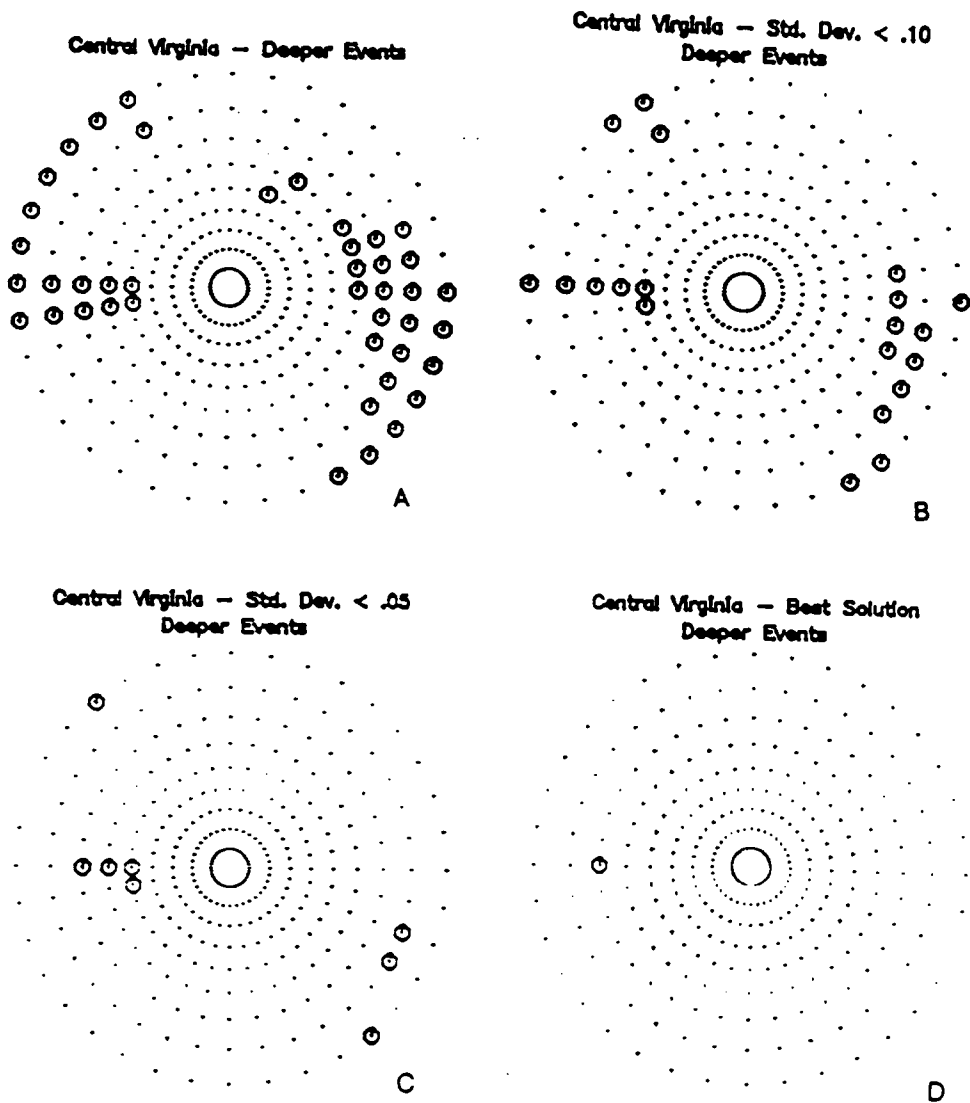 Central Virginia – Deeper Events
Central Virginia – Std. Dev. < .10
Deeper Events
A
B
Central Virginia – Std. Dev. < .05
Deeper Events
Central Virginia – Best Solution
Deeper Events
C
D